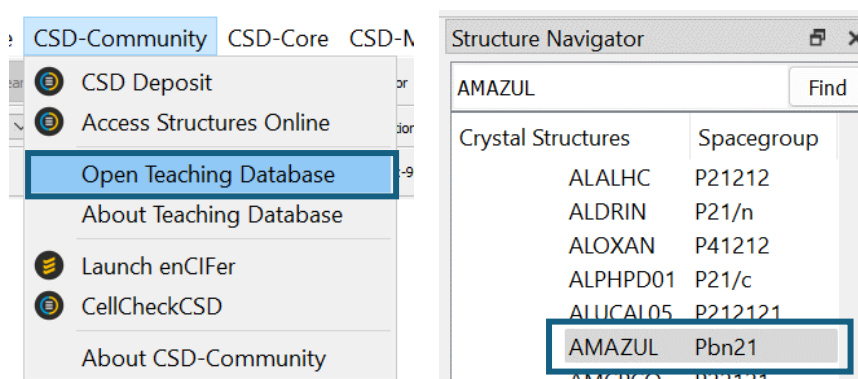 CSD-Community CSD-Core
CSD Deposit
Access Structures Online
Open Teaching Database
About Teaching Database
Launch enCIFer
CellCheckCSD
About CSD-Community
Structure Navigator
AMAZUL Find
Crystal Structures Spacegroup
ALALHC P21212
ALDRIN P21/n
ALOXAN P41212
ALPHPD01 P21/c
ALUCAL05 P212121
AMAZUL Pbn21